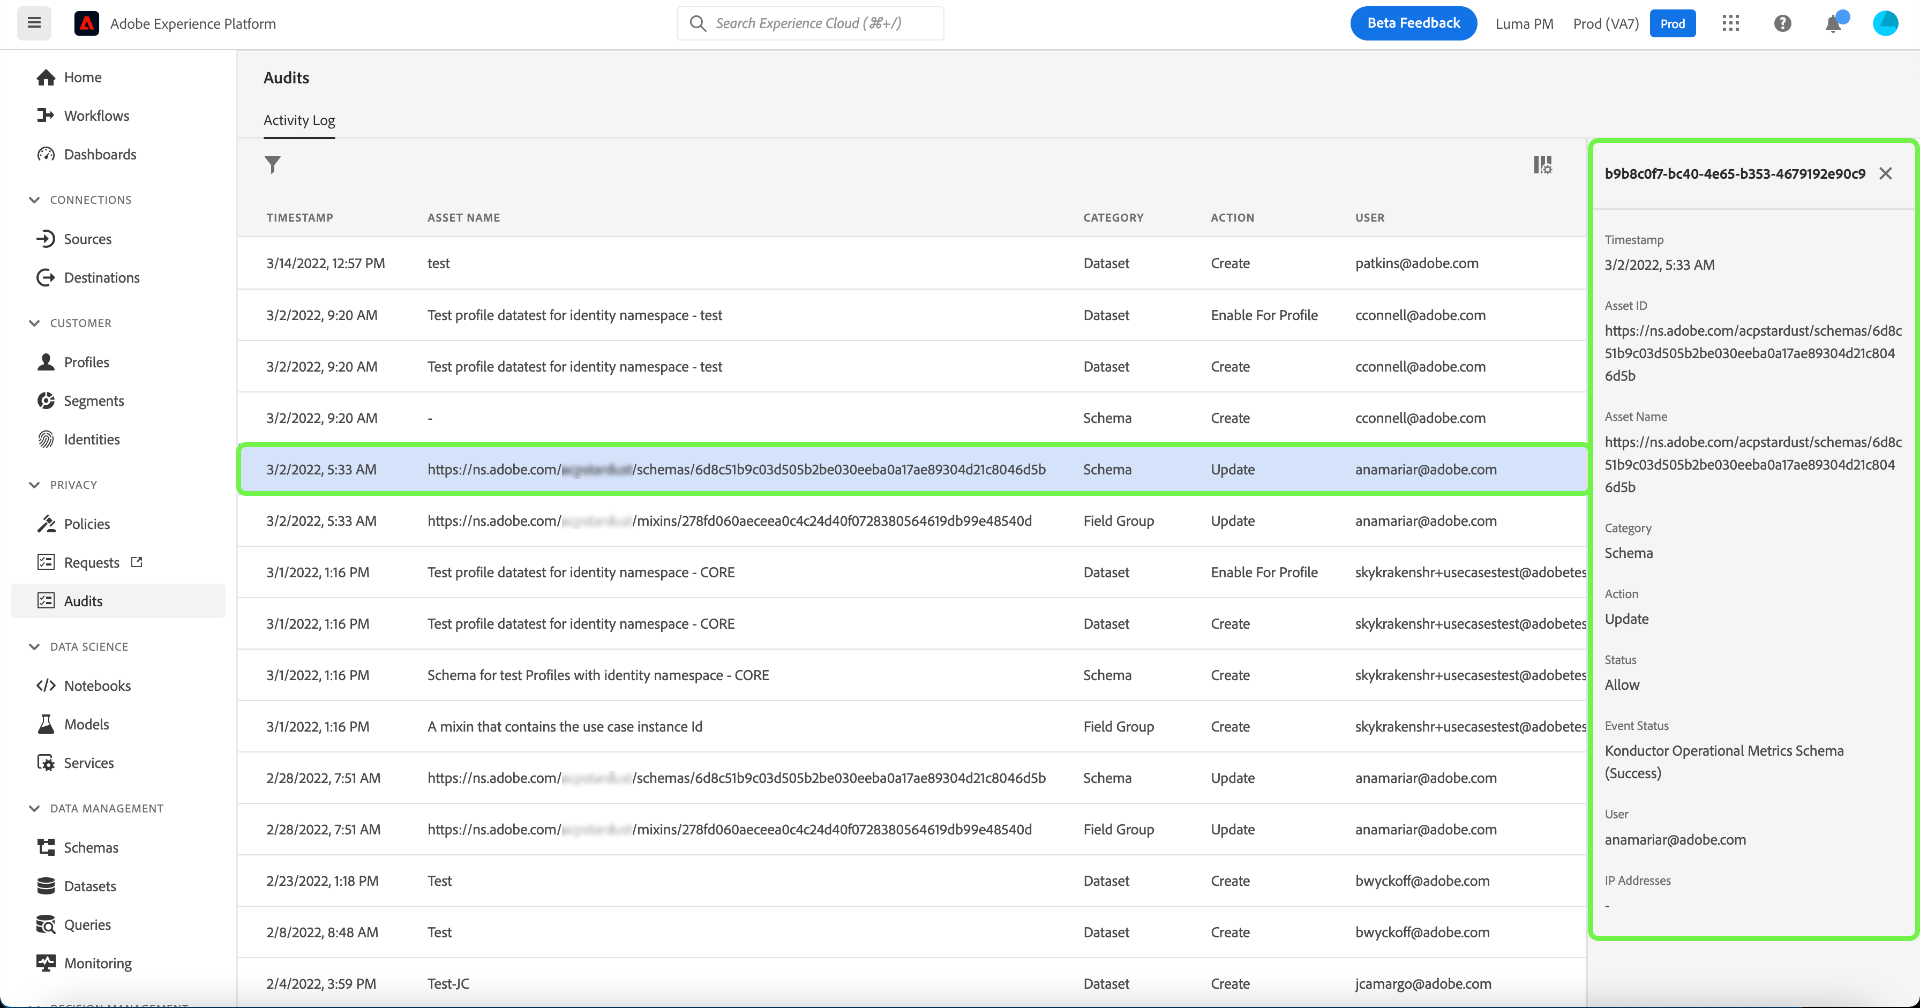 Adobe Experience Platform
Search Experience Cloud (⌘+/)
Beta Feedback
Luma PM
Prod (VA7)
Prod
Home
Workflows
Dashboards
CONNECTIONS
Sources
Destinations
CUSTOMER
Profiles
Segments
Identities
PRIVACY
Policies
Requests
Audits
DATA SCIENCE
Notebooks
Models
Services
DATA MANAGEMENT
Schemas
Datasets
Queries
Monitoring
DECISION MANAGEMENT
Audits
Activity Log
TIMESTAMP ASSET NAME CATEGORY ACTION USER
3/14/2022, 12:57 PM test Dataset Create patkins@adobe.com
3/2/2022, 9:20 AM Test profile datatest for identity namespace - test Dataset Enable For Profile cconnell@adobe.com
3/2/2022, 9:20 AM Test profile datatest for identity namespace - test Dataset Create cconnell@adobe.com
3/2/2022, 9:20 AM - Schema Create cconnell@adobe.com
3/2/2022, 5:33 AM https://ns.adobe.com/ /schemas/6d8c51b9c03d505b2be030eeba0a17ae89304d21c8046d5b Schema Update anamariar@adobe.com
3/2/2022, 5:33 AM https://ns.adobe.com/ /mixins/278fd060aeceea0c4c24d40f0728380564619db99e48540d Field Group Update anamariar@adobe.com
3/1/2022, 1:16 PM Test profile datatest for identity namespace - CORE Dataset Enable For Profile skykrakenshr+usecasestest@adobetes
3/1/2022, 1:16 PM Test profile datatest for identity namespace - CORE Dataset Create skykrakenshr+usecasestest@adobetes
3/1/2022, 1:16 PM Schema for test Profiles with identity namespace - CORE Schema Create skykrakenshr+usecasestest@adobetes
3/1/2022, 1:16 PM A mixin that contains the use case instance Id Field Group Create skykrakenshr+usecasestest@adobetes
2/28/2022, 7:51 AM https://ns.adobe.com/ /schemas/6d8c51b9c03d505b2be030eeba0a17ae89304d21c8046d5b Schema Update anamariar@adobe.com
2/28/2022, 7:51 AM https://ns.adobe.com/ /mixins/278fd060aeceea0c4c24d40f0728380564619db99e48540d Field Group Update anamariar@adobe.com
2/23/2022, 1:18 PM Test Dataset Create bwyckoff@adobe.com
2/8/2022, 8:48 AM Test Dataset Create bwyckoff@adobe.com
2/4/2022, 3:59 PM Test-JC Dataset Create jcamargo@adobe.com
b9b8c0f7-bc40-4e65-b353-4679192e90c9
Timestamp
3/2/2022, 5:33 AM
Asset ID
https://ns.adobe.com/acpstardust/schemas/6d8c
51b9c03d505b2be030eeba0a17ae89304d21c804
6d5b
Asset Name
https://ns.adobe.com/acpstardust/schemas/6d8c
51b9c03d505b2be030eeba0a17ae89304d21c804
6d5b
Category
Schema
Action
Update
Status
Allow
Event Status
Konductor Operational Metrics Schema
(Success)
User
anamariar@adobe.com
IP Addresses
-